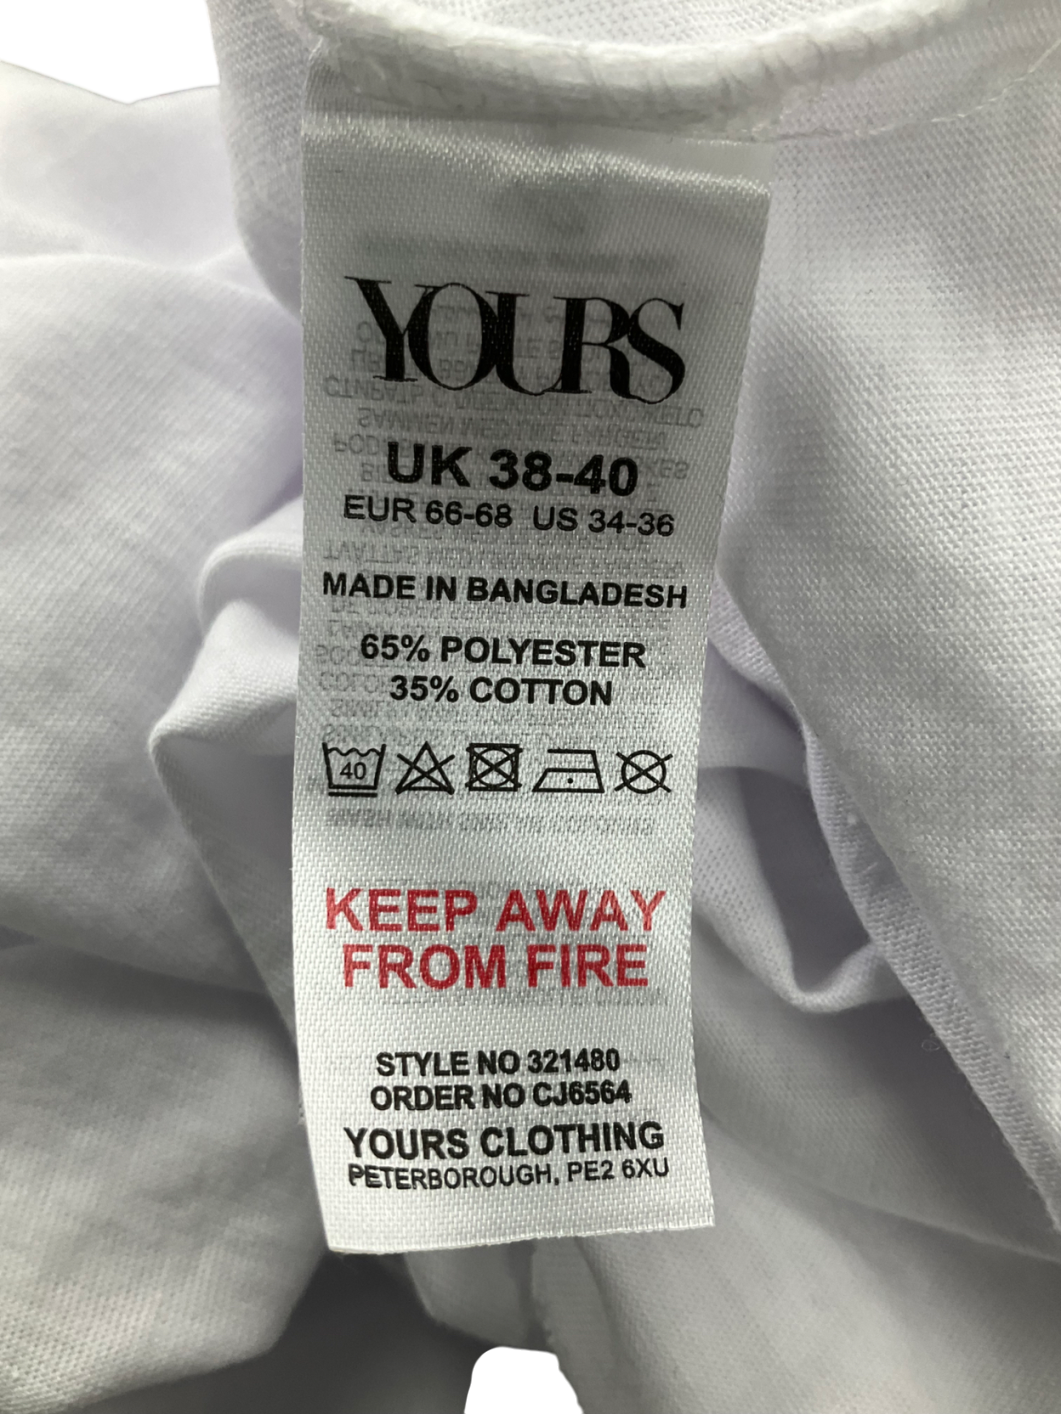 YOURS
UK 38-40
EUR 66-68 US 34-36
MADE IN BANGLADESH
65% POLYESTER
35% COTTON
40
KEEP AWAY
FROM FIRE
STYLE NO 321480
ORDER NO CJ6564
YOURS CLOTHING
PETERBOROUGH, PE2 6XU